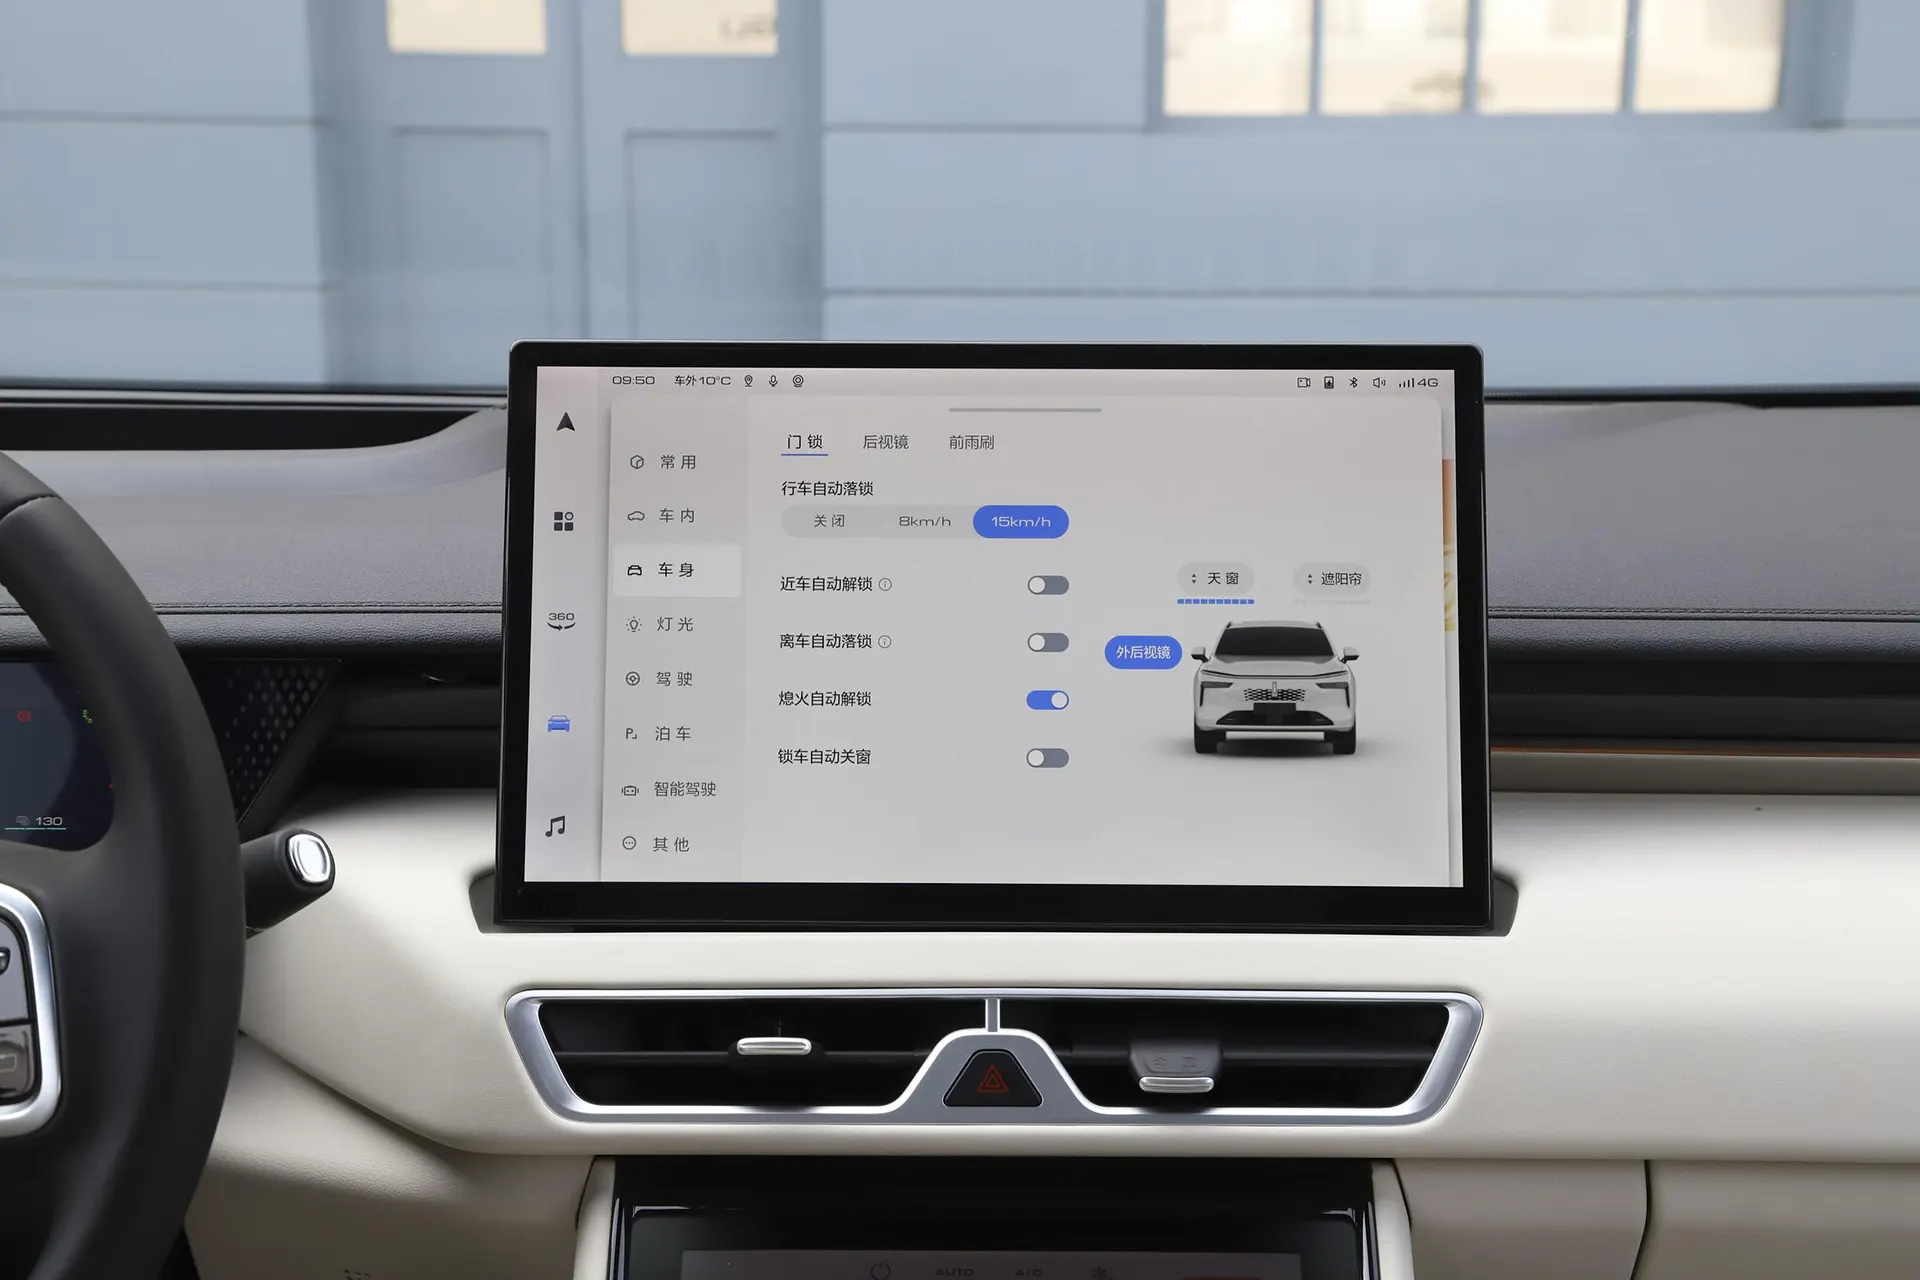 09:50 车外10°C
4G
门锁 后视镜 前雨刷
常用
行车自动落锁
关闭 8km/h 15km/h
车内
车身
近车自动解锁
天窗 遮阳帘
360
灯光
离车自动落锁
外后视镜
驾驶
熄火自动解锁
泊车
锁车自动关窗
智能驾驶
其他
130
AUTO A/C